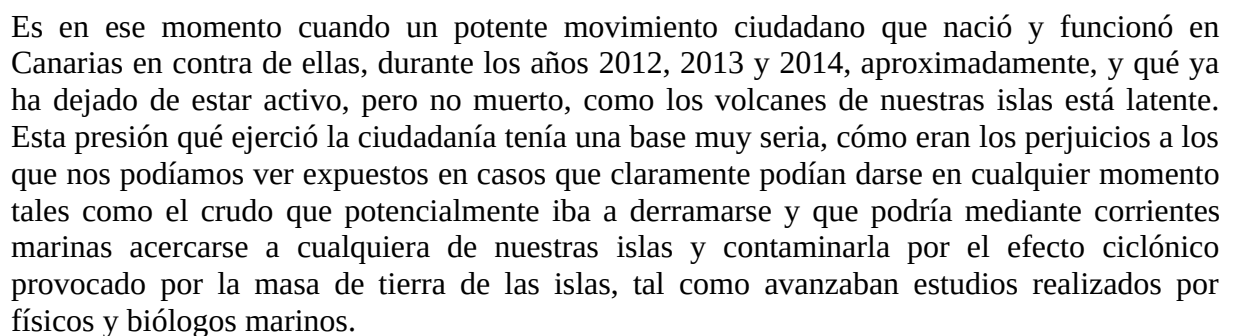 Es en ese momento cuando un potente movimiento ciudadano que nació y funcionó en
Canarias en contra de ellas, durante los años 2012, 2013 y 2014, aproximadamente, y qué ya
ha dejado de estar activo, pero no muerto, como los volcanes de nuestras islas está latente.
Esta presión qué ejerció la ciudadanía tenía una base muy seria, cómo eran los perjuicios a los
que nos podíamos ver expuestos en casos que claramente podían darse en cualquier momento
tales como el crudo que potencialmente iba a derramarse y que podría mediante corrientes
marinas acercarse a cualquiera de nuestras islas y contaminarla por el efecto ciclónico
provocado por la masa de tierra de las islas, tal como avanzaban estudios realizados por
físicos y biólogos marinos.